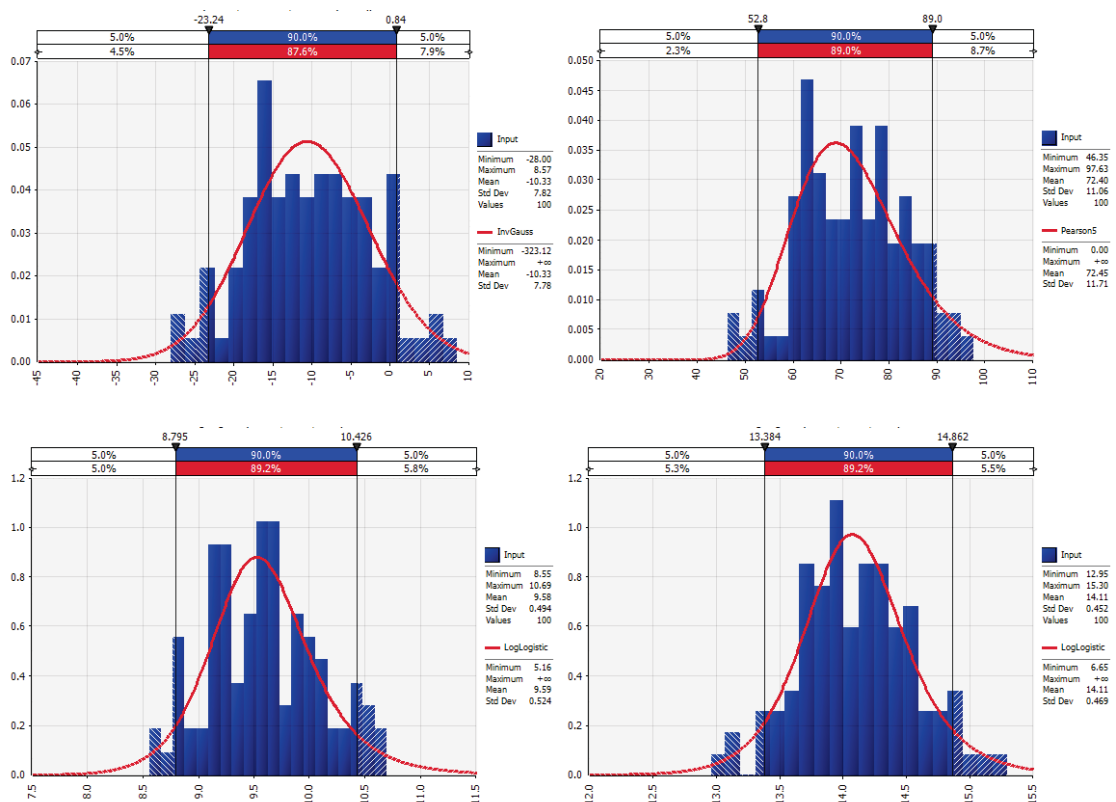 -23.24 0.84
5.0% 90.0% 5.0%
4.5% 87.6% 7.9%
0.07
0.06
0.05
0.04
0.03
0.02
0.01
0.00
-45 -40 -35 -30 -25 -20 -15 -10 -5 0 5 10
Input
Minimum -28.00
Maximum 8.57
Mean -10.33
Std Dev 7.82
Values 100
InvGauss
Minimum -323.12
Maximum +∞
Mean -10.33
Std Dev 7.78
52.8 89.0
5.0% 90.0% 5.0%
2.3% 89.0% 8.7%
0.050
0.045
0.040
0.035
0.030
0.025
0.020
0.015
0.010
0.005
0.000
20 30 40 50 60 70 80 90 100 110
Input
Minimum 46.35
Maximum 97.63
Mean 72.40
Std Dev 11.06
Values 100
Pearson5
Minimum 0.00
Maximum +∞
Mean 72.45
Std Dev 11.71
8.795 10.426
5.0% 90.0% 5.0%
5.0% 89.2% 5.8%
1.2
1.0
0.8
0.6
0.4
0.2
0.0
7.5 8.0 8.5 9.0 9.5 10.0 10.5 11.0 11.5
Input
Minimum 8.55
Maximum 10.69
Mean 9.58
Std Dev 0.494
Values 100
LogLogistic
Minimum 5.16
Maximum +∞
Mean 9.59
Std Dev 0.524
13.384 14.862
5.0% 90.0% 5.0%
5.3% 89.2% 5.5%
1.2
1.0
0.8
0.6
0.4
0.2
0.0
12.0 12.5 13.0 13.5 14.0 14.5 15.0 15.5
Input
Minimum 12.95
Maximum 15.30
Mean 14.11
Std Dev 0.452
Values 100
LogLogistic
Minimum 6.65
Maximum +∞
Mean 14.11
Std Dev 0.469